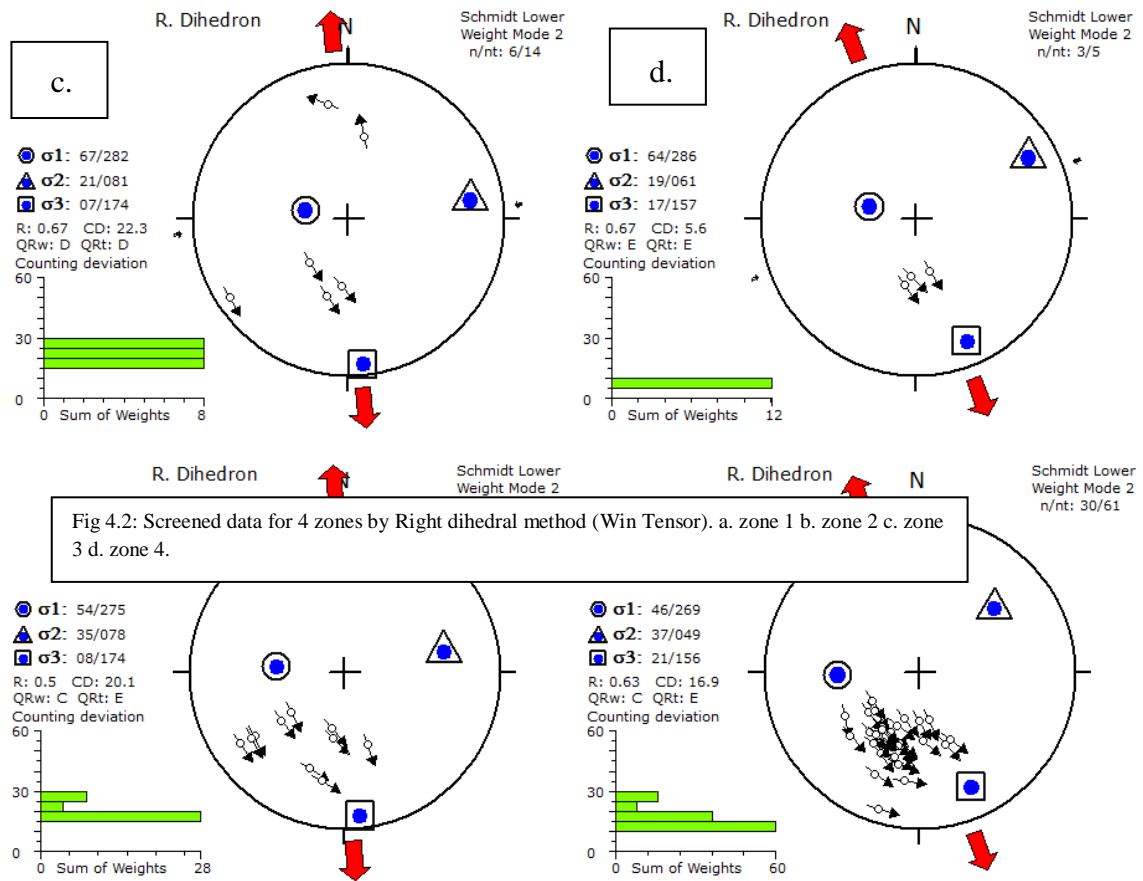 R. Dihedron
Schmidt Lower
Weight Mode 2
n/nt: 6/14
N
c.
σ1: 67/282
σ2: 21/081
σ3: 07/174
R: 0.67 CD: 22.3
QRw: D QRt: D
Counting deviation
60
30
0
0 Sum of Weights 8
R. Dihedron
Schmidt Lower
Weight Mode 2
n/nt: 3/5
N
d.
σ1: 64/286
σ2: 19/061
σ3: 17/157
R: 0.67 CD: 5.6
QRw: E QRt: E
Counting deviation
60
30
0
0 Sum of Weights 12
R. Dihedron
Schmidt Lower
Weight Mode 2
N
σ1: 54/275
σ2: 35/078
σ3: 08/174
R: 0.5 CD: 20.1
QRw: C QRt: E
Counting deviation
60
30
0
0 Sum of Weights 28
R. Dihedron
Schmidt Lower
Weight Mode 2
n/nt: 30/61
N
σ1: 46/269
σ2: 37/049
σ3: 21/156
R: 0.63 CD: 16.9
QRw: C QRt: E
Counting deviation
60
30
0
0 Sum of Weights 60
Fig 4.2: Screened data for 4 zones by Right dihedral method (Win Tensor). a. zone 1 b. zone 2 c. zone
3 d. zone 4.